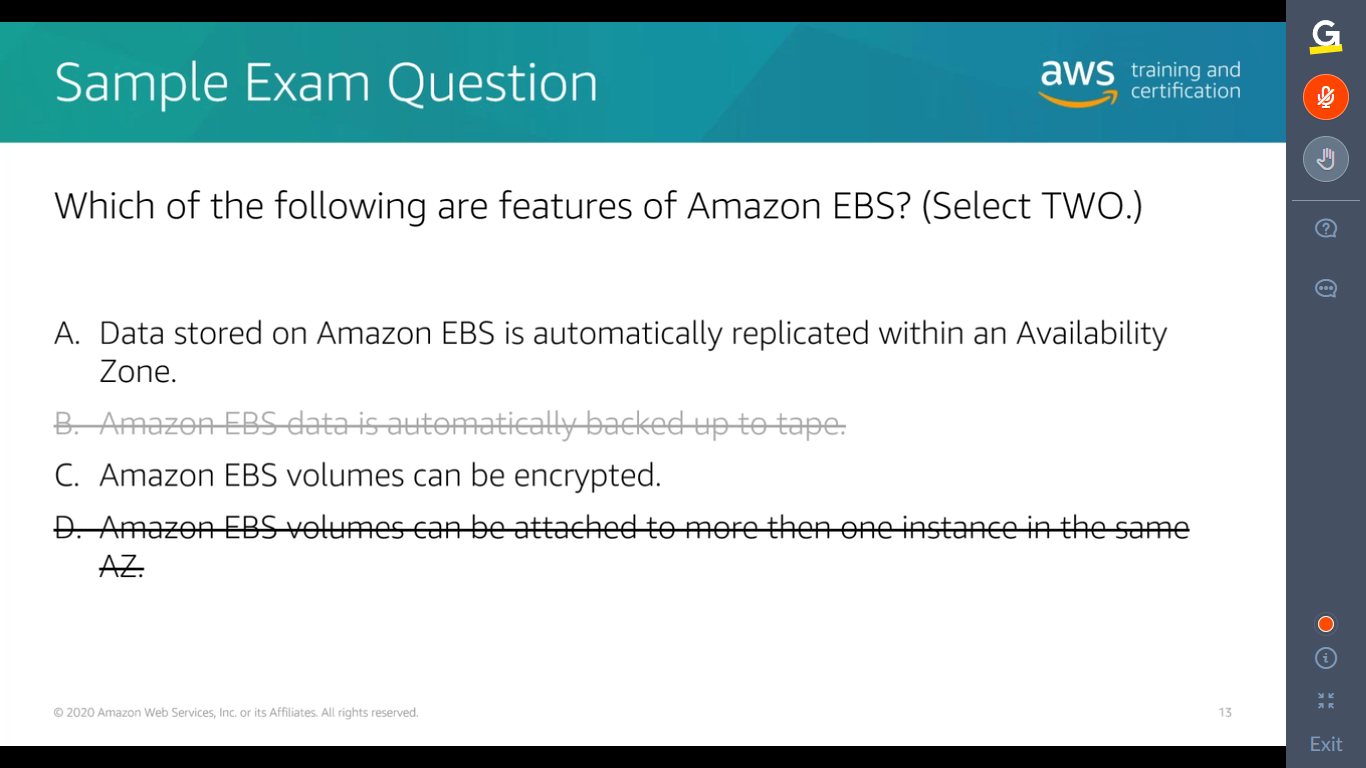 Sample Exam Question
aws training and
certification
Which of the following are features of Amazon EBS? (Select TWO.)
A. Data stored on Amazon EBS is automatically replicated within an Availability
Zone.
B. Amazon EBS data is automatically backed up to tape.
C. Amazon EBS volumes can be encrypted.
D. Amazon EBS volumes can be attached to more then one instance in the same
AZ.
© 2020 Amazon Web Services, Inc. or its Affiliates. All rights reserved.
13
G
Exit